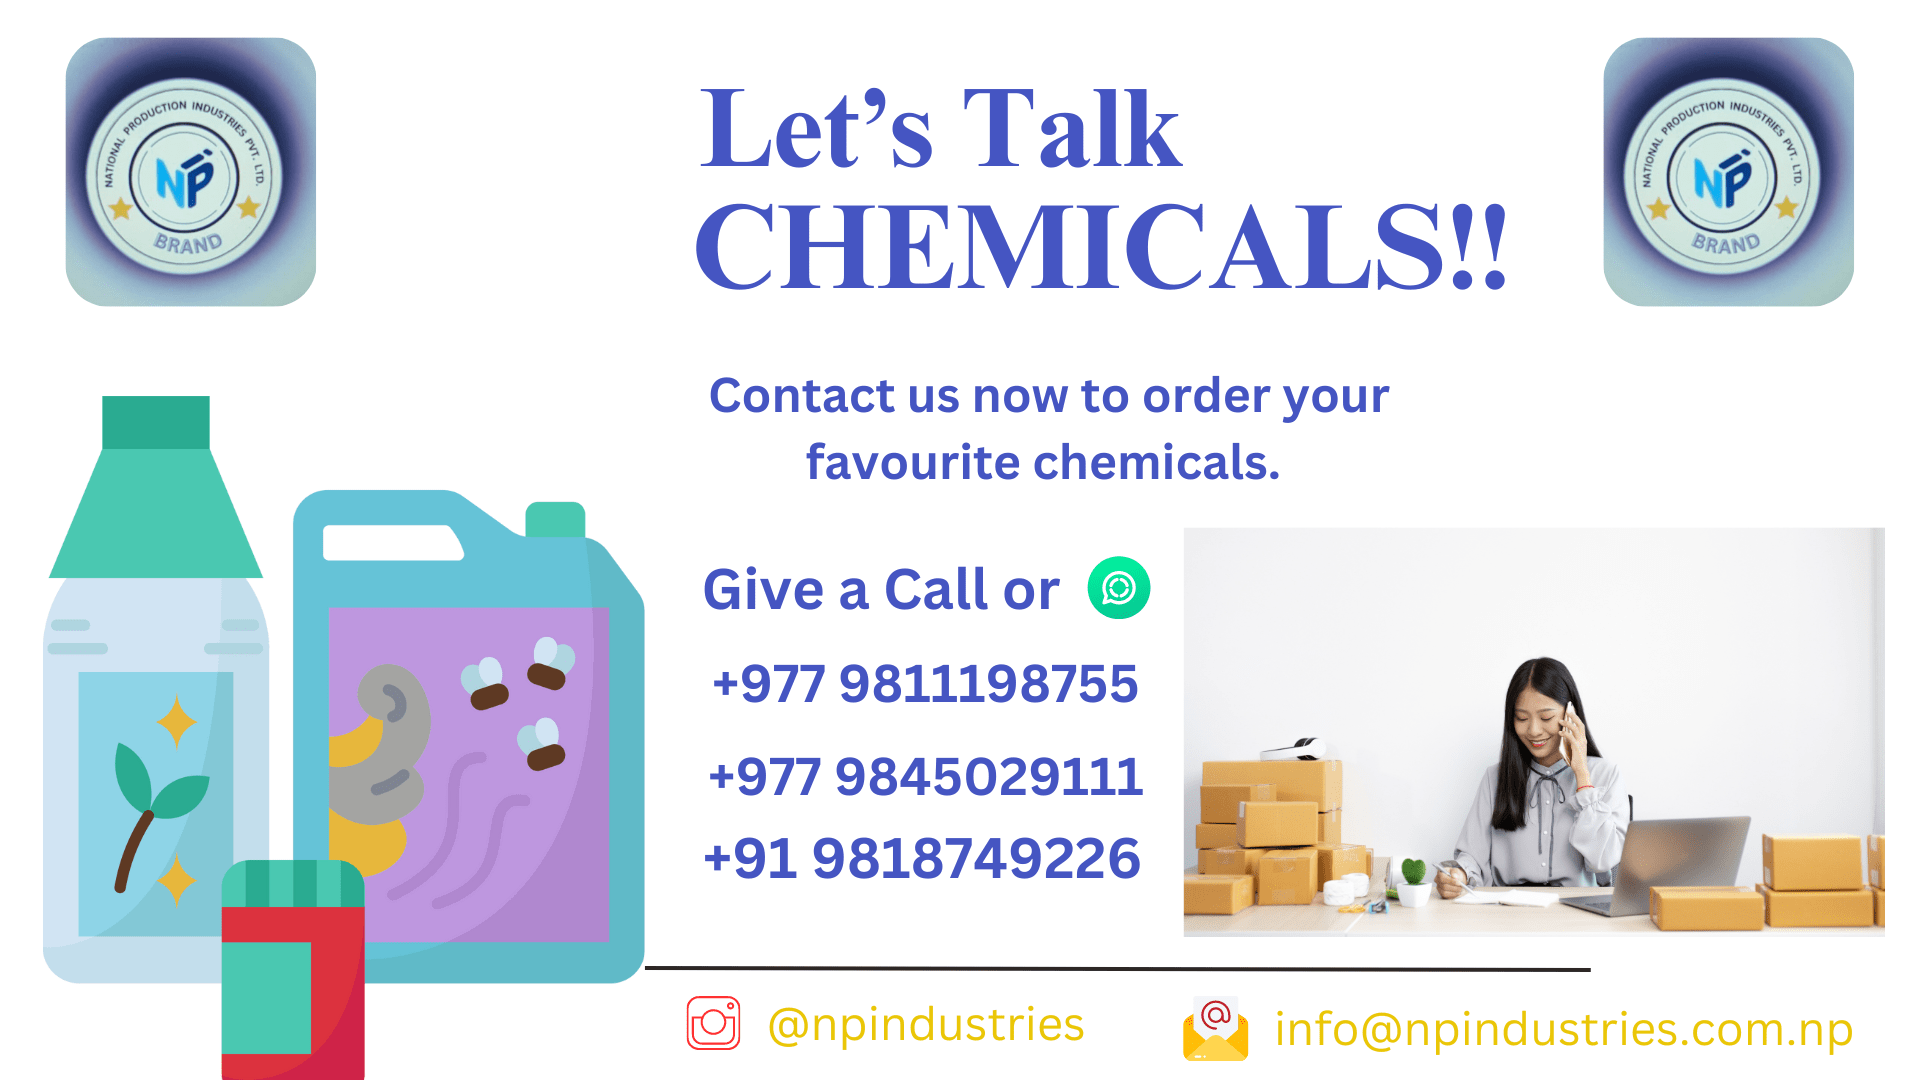 NATIONAL PRODUCTION INDUSTRIES PVT. LTD.
NP
BRAND
Let’s Talk
CHEMICALS!!
NATIONAL PRODUCTION INDUSTRIES PVT. LTD.
NP
BRAND
Contact us now to order your
favourite chemicals.
Give a Call or
+977 9811198755
+977 9845029111
+91 9818749226
@npindustries
@
info@npindustries.com.np